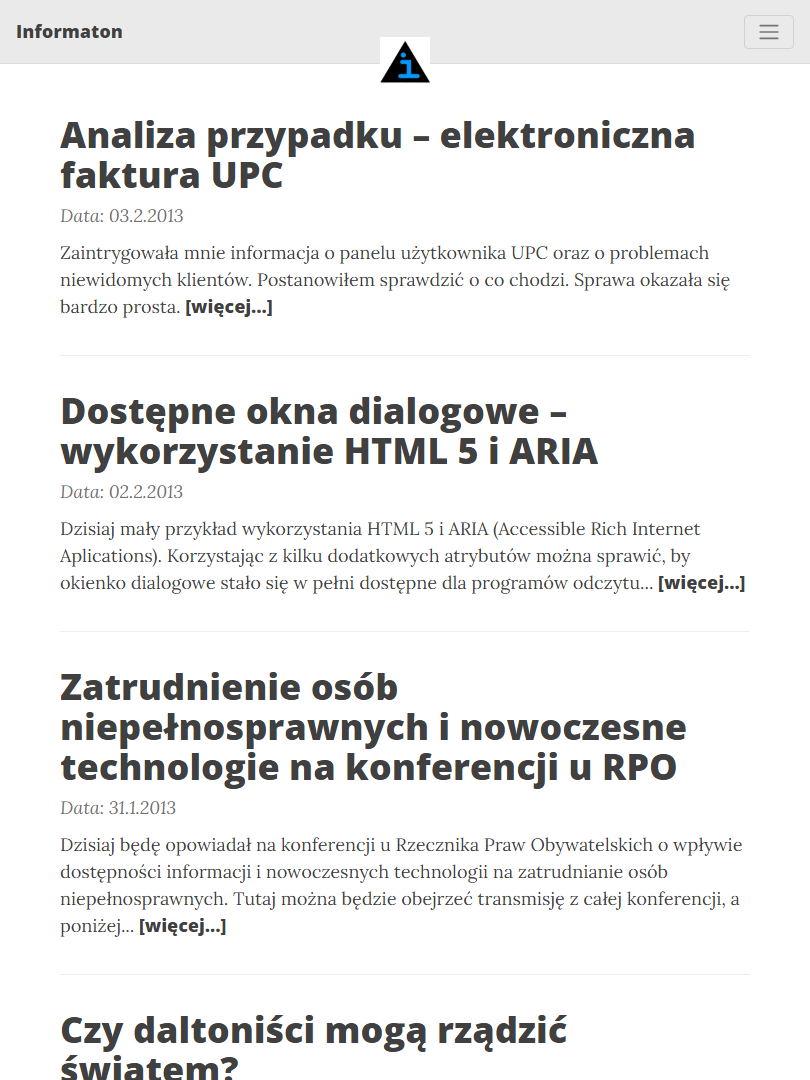 Informaton
i
Analiza przypadku – elektroniczna
faktura UPC
Data: 03.2.2013
Zaintrygowała mnie informacja o panelu użytkownika UPC oraz o problemach
niewidomych klientów. Postanowiłem sprawdzić o co chodzi. Sprawa okazała się
bardzo prosta. [więcej...]
Dostępne okna dialogowe –
wykorzystanie HTML 5 i ARIA
Data: 02.2.2013
Dzisiaj mały przykład wykorzystania HTML 5 i ARIA (Accessible Rich Internet
Aplications). Korzystając z kilku dodatkowych atrybutów można sprawić, by
okienko dialogowe stało się w pełni dostępne dla programów odczytu... [więcej...]
Zatrudnienie osób
niepełnosprawnych i nowoczesne
technologie na konferencji u RPO
Data: 31.1.2013
Dzisiaj będę opowiadał na konferencji u Rzecznika Praw Obywatelskich o wpływie
dostępności informacji i nowoczesnych technologii na zatrudnianie osób
niepełnosprawnych. Tutaj można będzie obejrzeć transmisję z całej konferencji, a
poniżej... [więcej...]
Czy daltoniści mogą rządzić
światem?